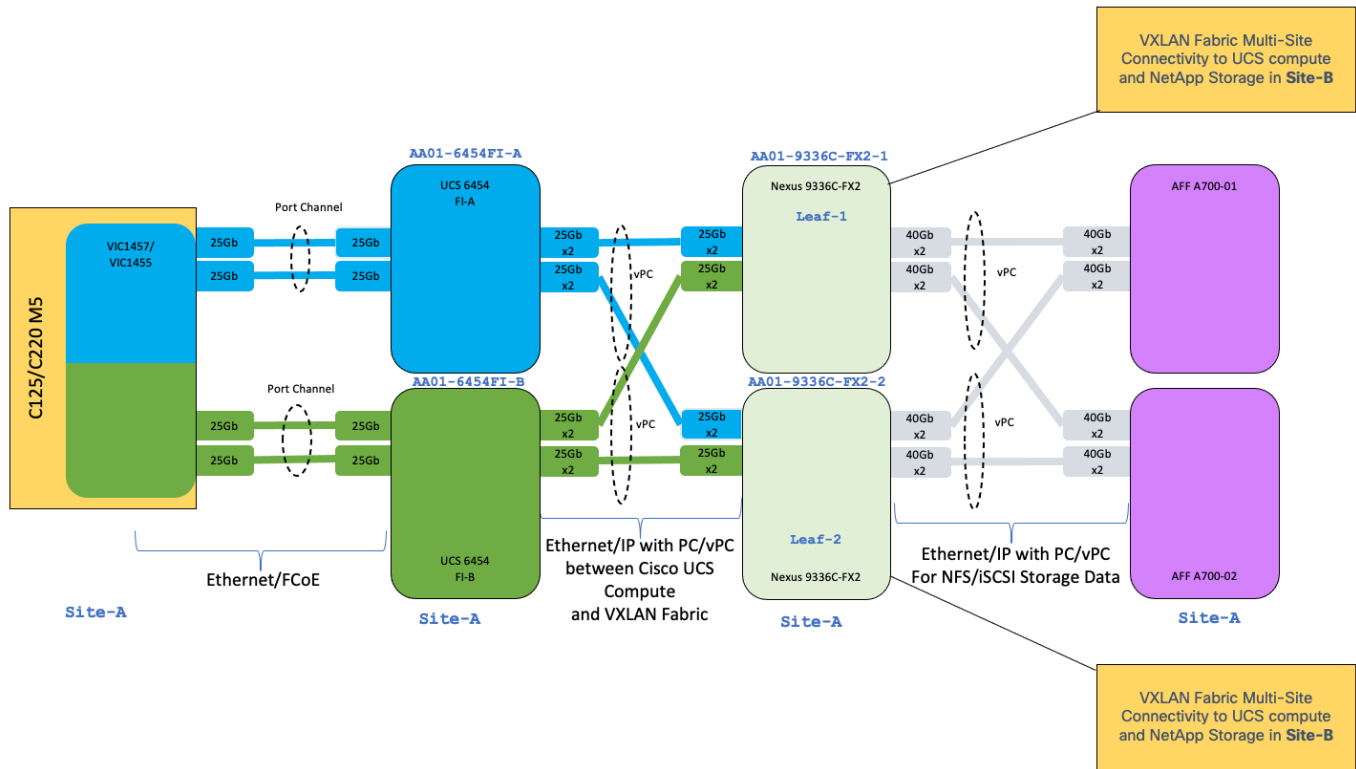 VXLAN Fabric Multi-Site
Connectivity to UCS compute
and NetApp Storage in Site-B
AA01-6454FI-A
AA01-9336C-FX2-1
UCS 6454
FI-A
Nexus 9336C-FX2
Leaf-1
AFF A700-01
C125/C220 M5
VIC1457/
VIC1455
Port Channel
25Gb
25Gb
25Gb
25Gb
25Gb
x2
25Gb
x2
vPC
25Gb
x2
25Gb
x2
40Gb
x2
40Gb
x2
vPC
40Gb
x2
40Gb
x2
AA01-6454FI-B
AA01-9336C-FX2-2
Port Channel
25Gb
25Gb
25Gb
25Gb
25Gb
x2
25Gb
x2
vPC
25Gb
x2
25Gb
x2
40Gb
x2
40Gb
x2
vPC
40Gb
x2
40Gb
x2
UCS 6454
FI-B
Leaf-2
Nexus 9336C-FX2
AFF A700-02
Ethernet/FCoE
Ethernet/IP with PC/vPC
between Cisco UCS
Compute
and VXLAN Fabric
Ethernet/IP with PC/vPC
For NFS/iSCSI Storage Data
Site-A
Site-A
Site-A
Site-A
VXLAN Fabric Multi-Site
Connectivity to UCS compute
and NetApp Storage in Site-B